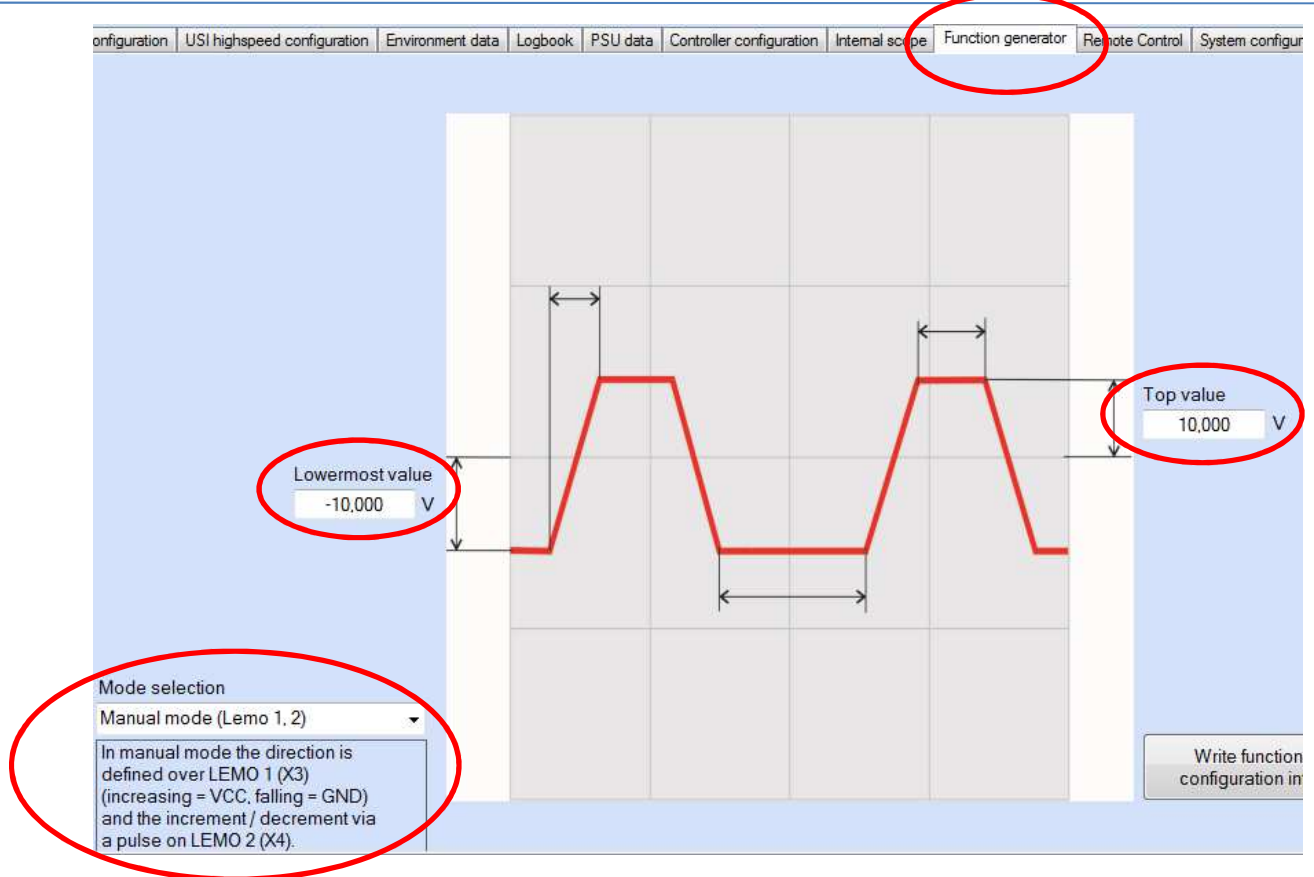 onfiguration USI highspeed configuration Environment data Logbook PSU data Controller configuration Internal scope Function generator Remote Control System configur
Top value
10,000 V
Lowermost value
-10,000 V
Mode selection
Manual mode (Lemo 1, 2)
In manual mode the direction is
defined over LEMO 1 (X3)
(increasing = VCC, falling = GND)
and the increment / decrement via
a pulse on LEMO 2 (X4).
Write function
configuration in